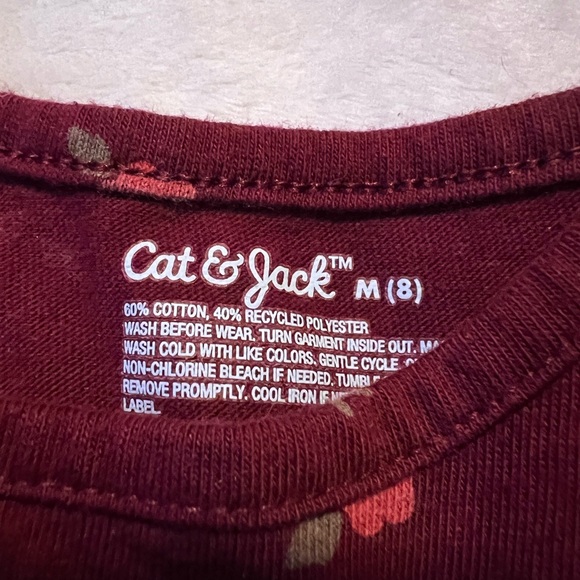 Cat & Jack™ M (8)
60% COTTON, 40% RECYCLED POLYESTER
WASH BEFORE WEAR. TURN GARMENT INSIDE OUT.
WASH COLD WITH LIKE COLORS. GENTLE CYCLE.
NON-CHLORINE BLEACH IF NEEDED. TUMBLE
REMOVE PROMPTLY. COOL IRON IF
LABEL.